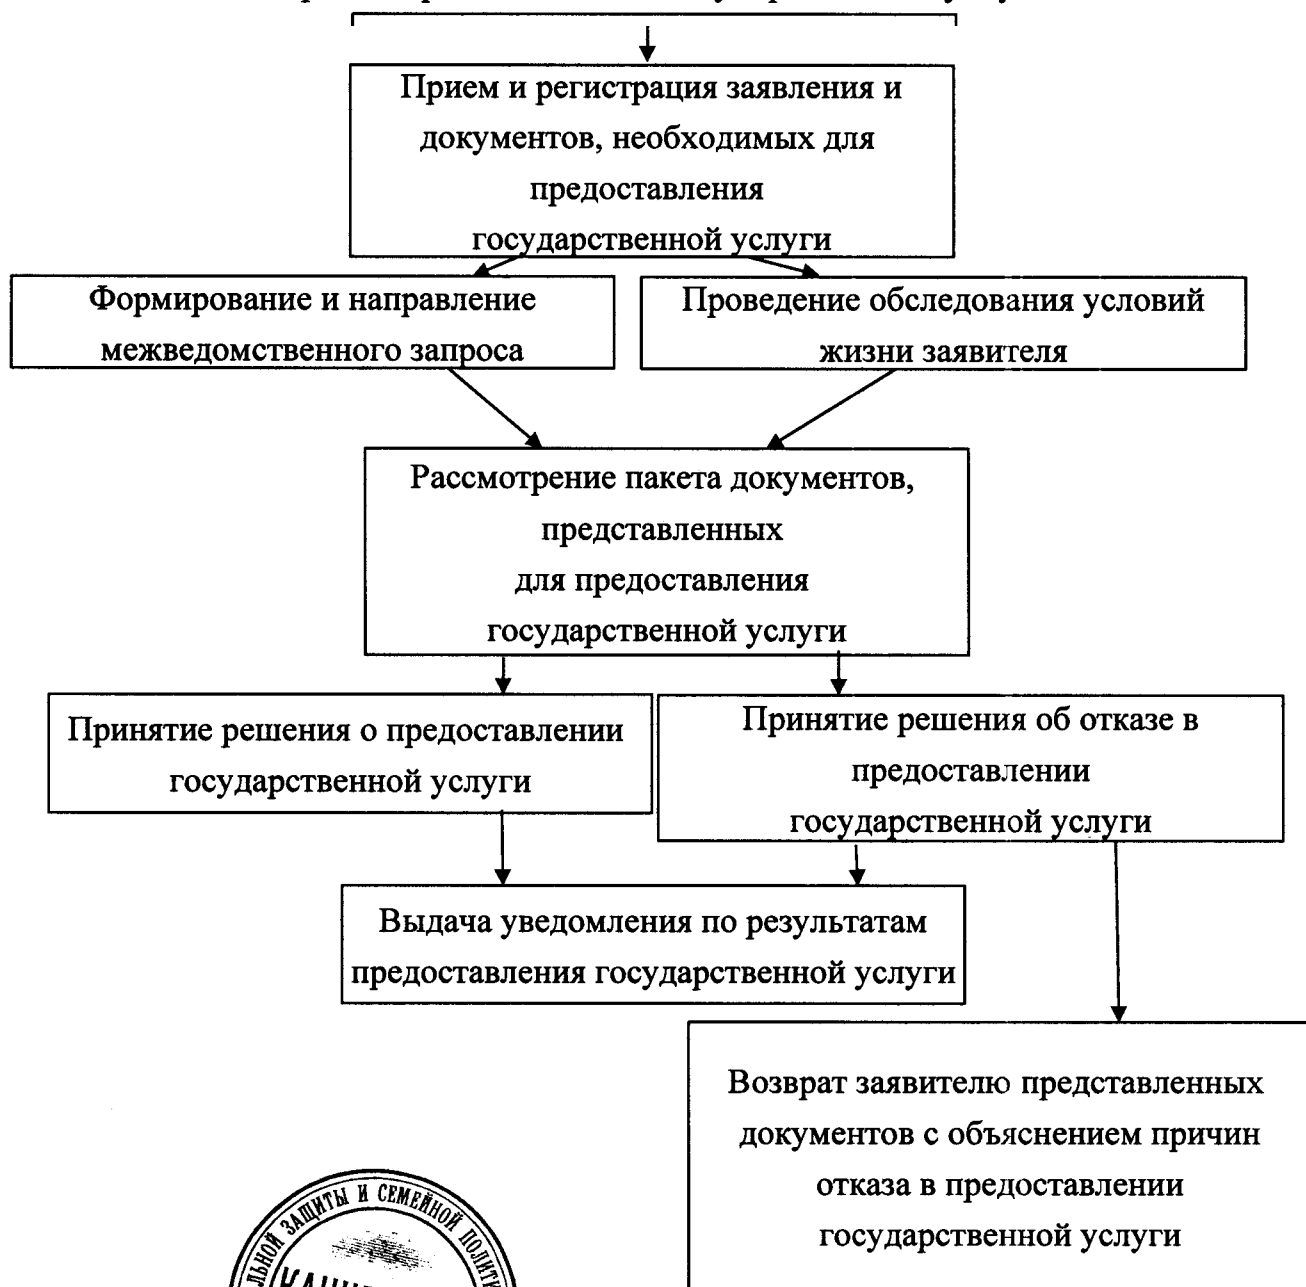 Прием и регистрация заявления и
документов, необходимых для
предоставления
государственной услуги
Формирование и направление
межведомственного запроса
Проведение обследования условий
жизни заявителя
Рассмотрение пакета документов,
представленных
для предоставления
государственной услуги
Принятие решения о предоставлении
государственной услуги
Принятие решения об отказе в
предоставлении
государственной услуги
Выдача уведомления по результатам
предоставления государственной услуги
Возврат заявителю представленных
документов с объяснением причин
отказа в предоставлении
государственной услуги
ЗАЩИТЫ И СЕМЕЙНОЙ